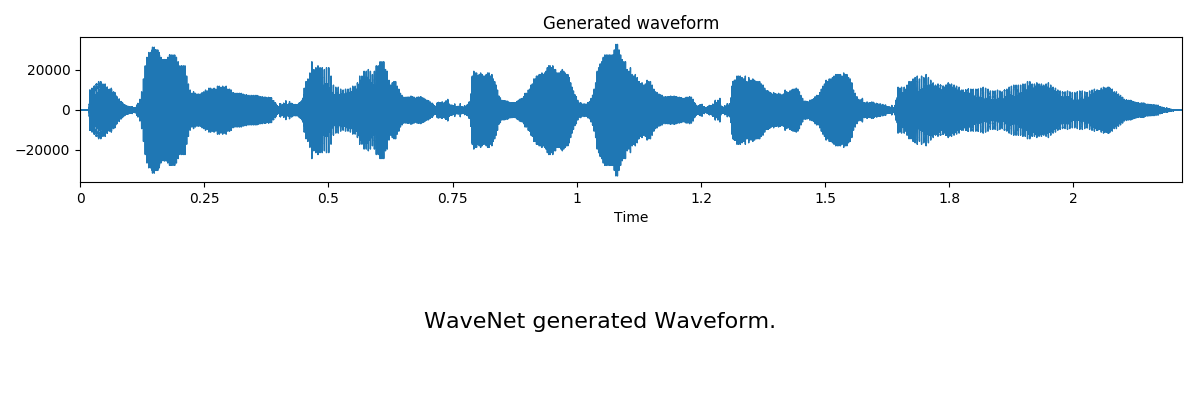 Generated waveform
20000
0
−20000
0 0.25 0.5 0.75 1 1.2 1.5 1.8 2
Time
WaveNet generated Waveform.